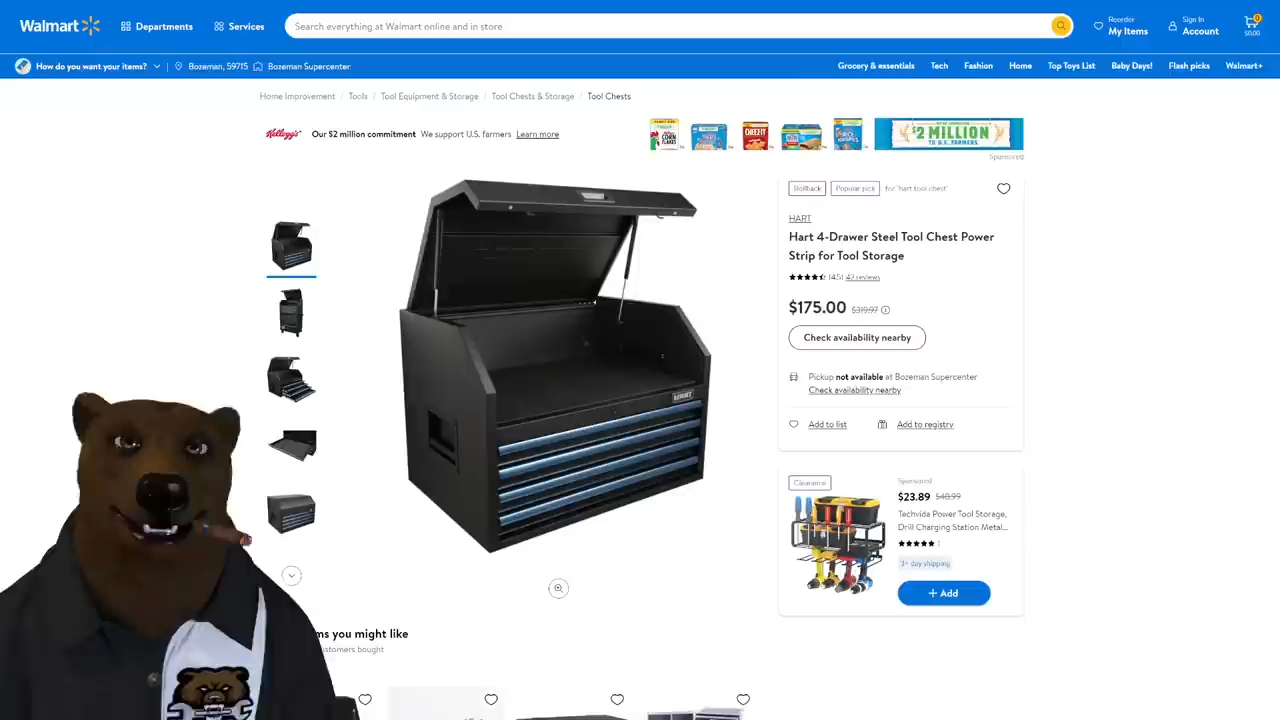 Walmart
Departments
Services
Search everything at Walmart online and in store
Reorder
My Items
Sign In
Account
0
$0.00
How do you want your items?
Bozeman, 59715
Bozeman Supercenter
Grocery & essentials
Tech
Fashion
Home
Top Toys List
Baby Days!
Flash picks
Walmart+
Home Improvement / Tools / Tool Equipment & Storage / Tool Chests & Storage / Tool Chests
Kellogg's
Our $2 million commitment We support U.S. farmers. Learn more
$2 MILLION
TO U.S. FARMERS
Sponsored
Rollback
Popular pick
for "hart tool chest"
HART
Hart 4-Drawer Steel Tool Chest Power
Strip for Tool Storage
(4.5) 42 reviews
$175.00 $319.97
Check availability nearby
Pickup not available at Bozeman Supercenter
Check availability nearby
Add to list
Add to registry
HART
Clearance
Sponsored
$23.89 $40.99
Techvida Power Tool Storage,
Drill Charging Station Metal...
1
3+ day shipping
+ Add
ms you might like
ustomers bought